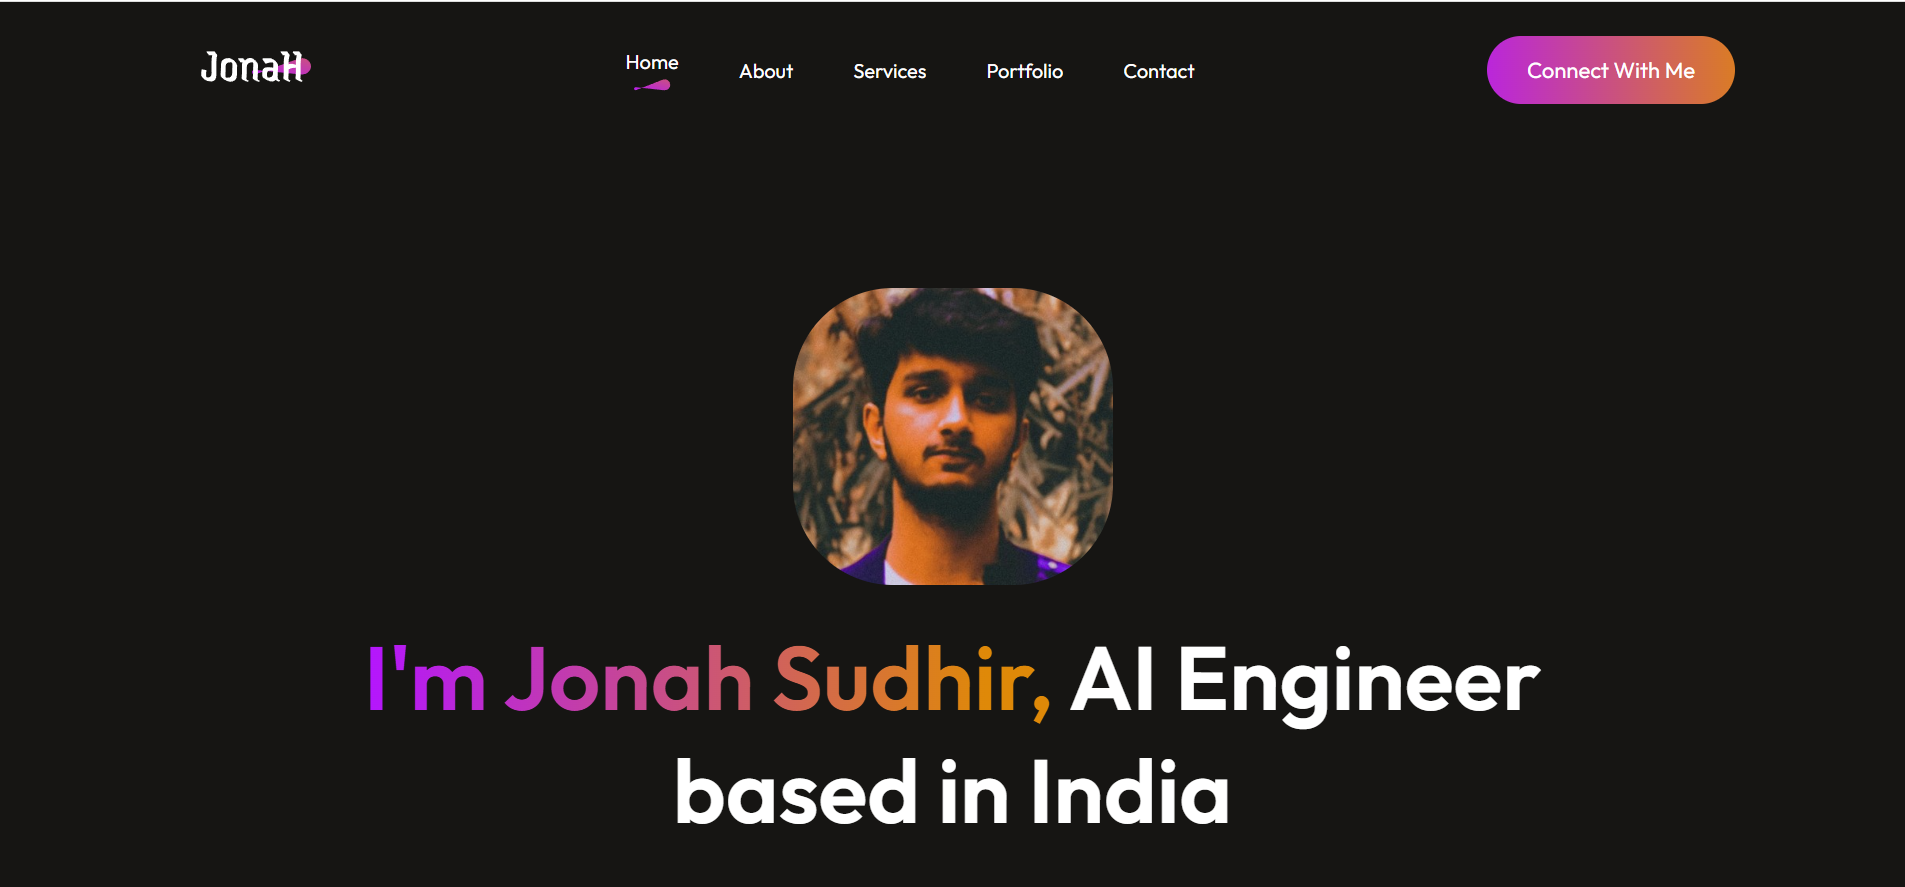 JonaH
Home
About
Services
Portfolio
Contact
Connect With Me
I'm Jonah Sudhir, AI Engineer
based in India